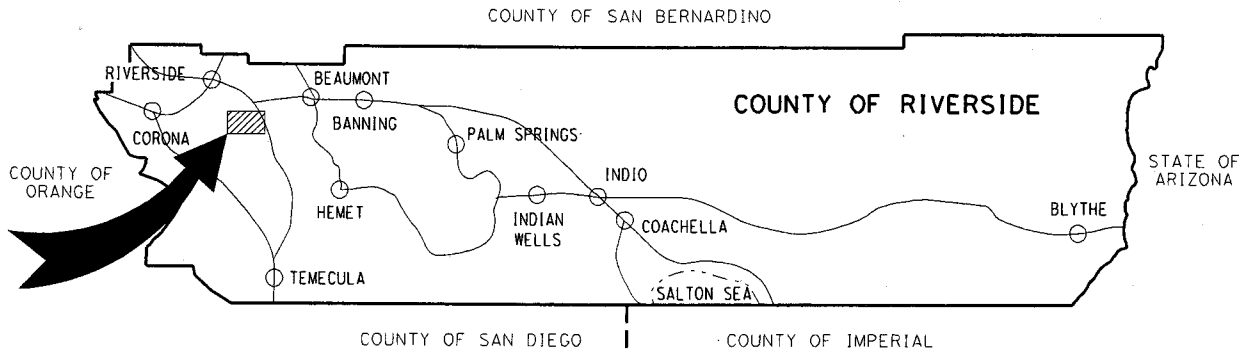 COUNTY OF SAN BERNARDINO
RIVERSIDE
BEAUMONT
COUNTY OF RIVERSIDE
CORONA
BANNING
PALM SPRINGS
COUNTY OF
ORANGE
STATE OF
ARIZONA
HEMET
INDIAN
WELLS
INDIO
COACHELLA
BLYTHE
TEMECULA
SALTON SEA
COUNTY OF SAN DIEGO
COUNTY OF IMPERIAL